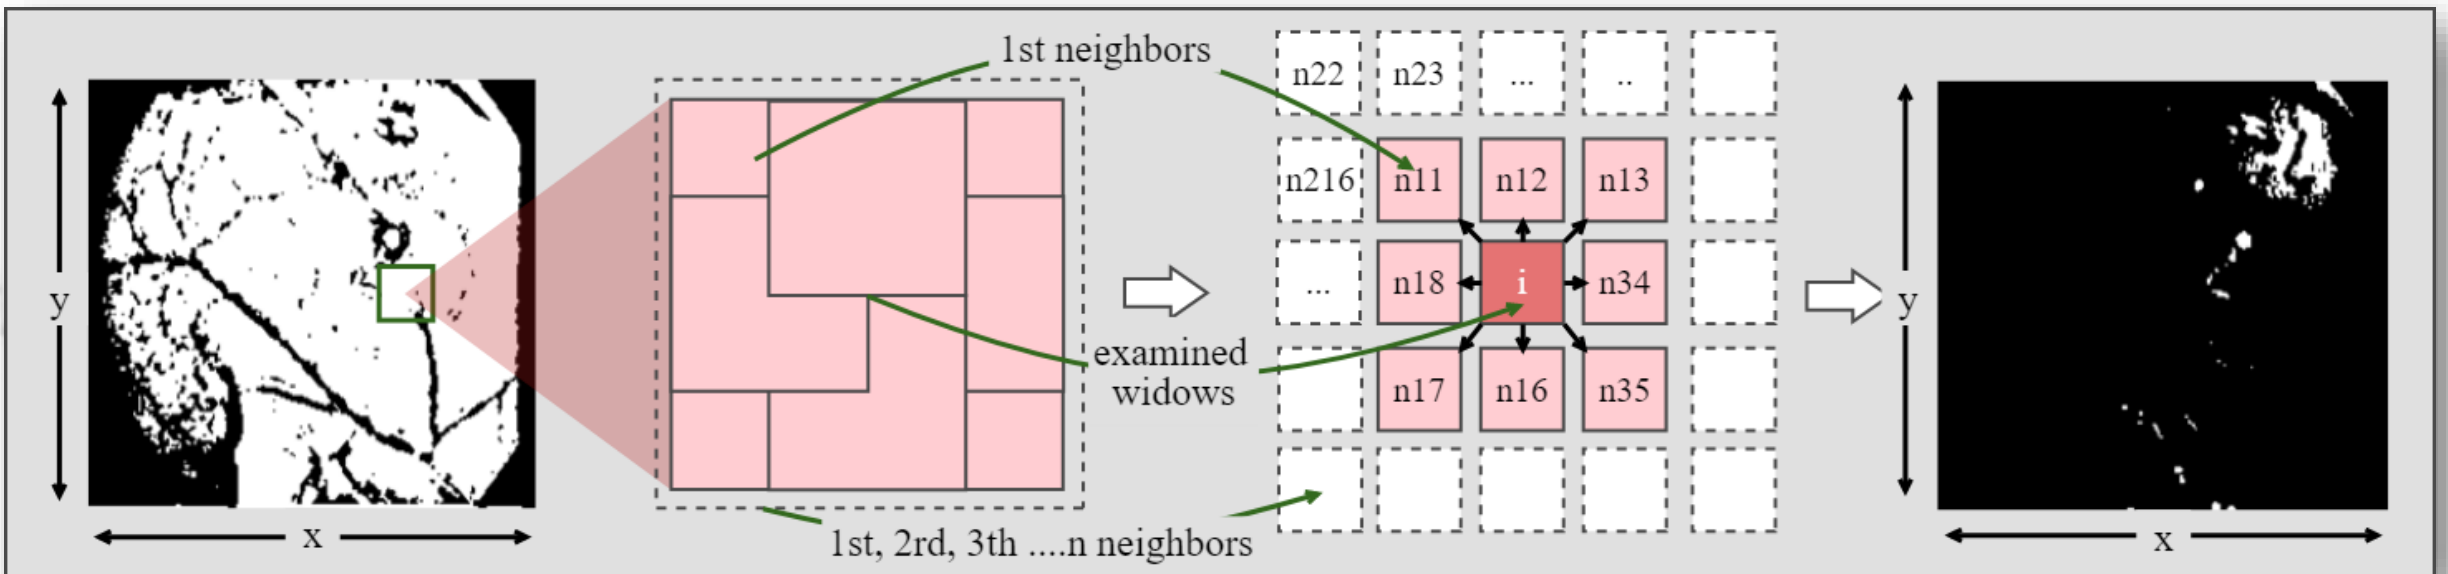 1st neighbors
n22 n23 ... ..
n216 n11 n12 n13
y
... n18 i n34
y
examined
widows
n17 n16 n35
x
1st, 2rd, 3th ....n neighbors
x